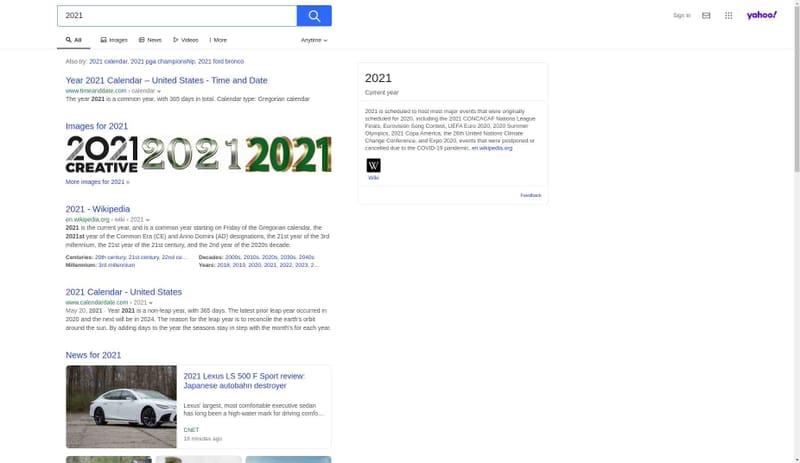 2021
Sign in
yahoo!
All
Images
News
Videos
More
Anytime
Also try: 2021 calendar, 2021 pga championship, 2021 ford bronco
Year 2021 Calendar – United States - Time and Date
www.timeanddate.com › calendar
The year 2021 is a common year, with 365 days in total. Calendar type: Gregorian calendar
Images for 2021
2021
CREATIVE
2021
2021
More images for 2021 »
2021 - Wikipedia
en.wikipedia.org › wiki › 2021
2021 is the current year, and is a common year starting on Friday of the Gregorian calendar, the
2021st year of the Common Era (CE) and Anno Domini (AD) designations, the 21st year of the 3rd
millennium, the 21st year of the 21st century, and the 2nd year of the 2020s decade.
Centuries: 20th century, 21st century, 22nd ce...
Decades: 2000s, 2010s, 2020s, 2030s, 2040s
Millennium: 3rd millennium
Years: 2018, 2019, 2020, 2021, 2022, 2023, 2...
2021 Calendar - United States
www.calendardate.com › 2021
May 20, 2021 · Year 2021 is a non-leap year, with 365 days. The latest prior leap year occurred in
2020 and the next will be in 2024. The reason for the leap year is to reconcile the earth's orbit
around the sun. By adding days to the year the seasons stay in step with the month's for each year.
News for 2021
2021 Lexus LS 500 F Sport review:
Japanese autobahn destroyer
Lexus' largest, most comfortable executive sedan
has long been a high-water mark for driving comfo...
CNET
18 minutes ago
2021
Current year
2021 is scheduled to host most major events that were originally
scheduled for 2020, including the 2021 CONCACAF Nations League
Finals, Eurovision Song Contest, UEFA Euro 2020, 2020 Summer
Olympics, 2021 Copa America, the 26th United Nations Climate
Change Conference, and Expo 2020, events that were postponed or
cancelled due to the COVID-19 pandemic. en.wikipedia.org
W
Wiki
Feedback